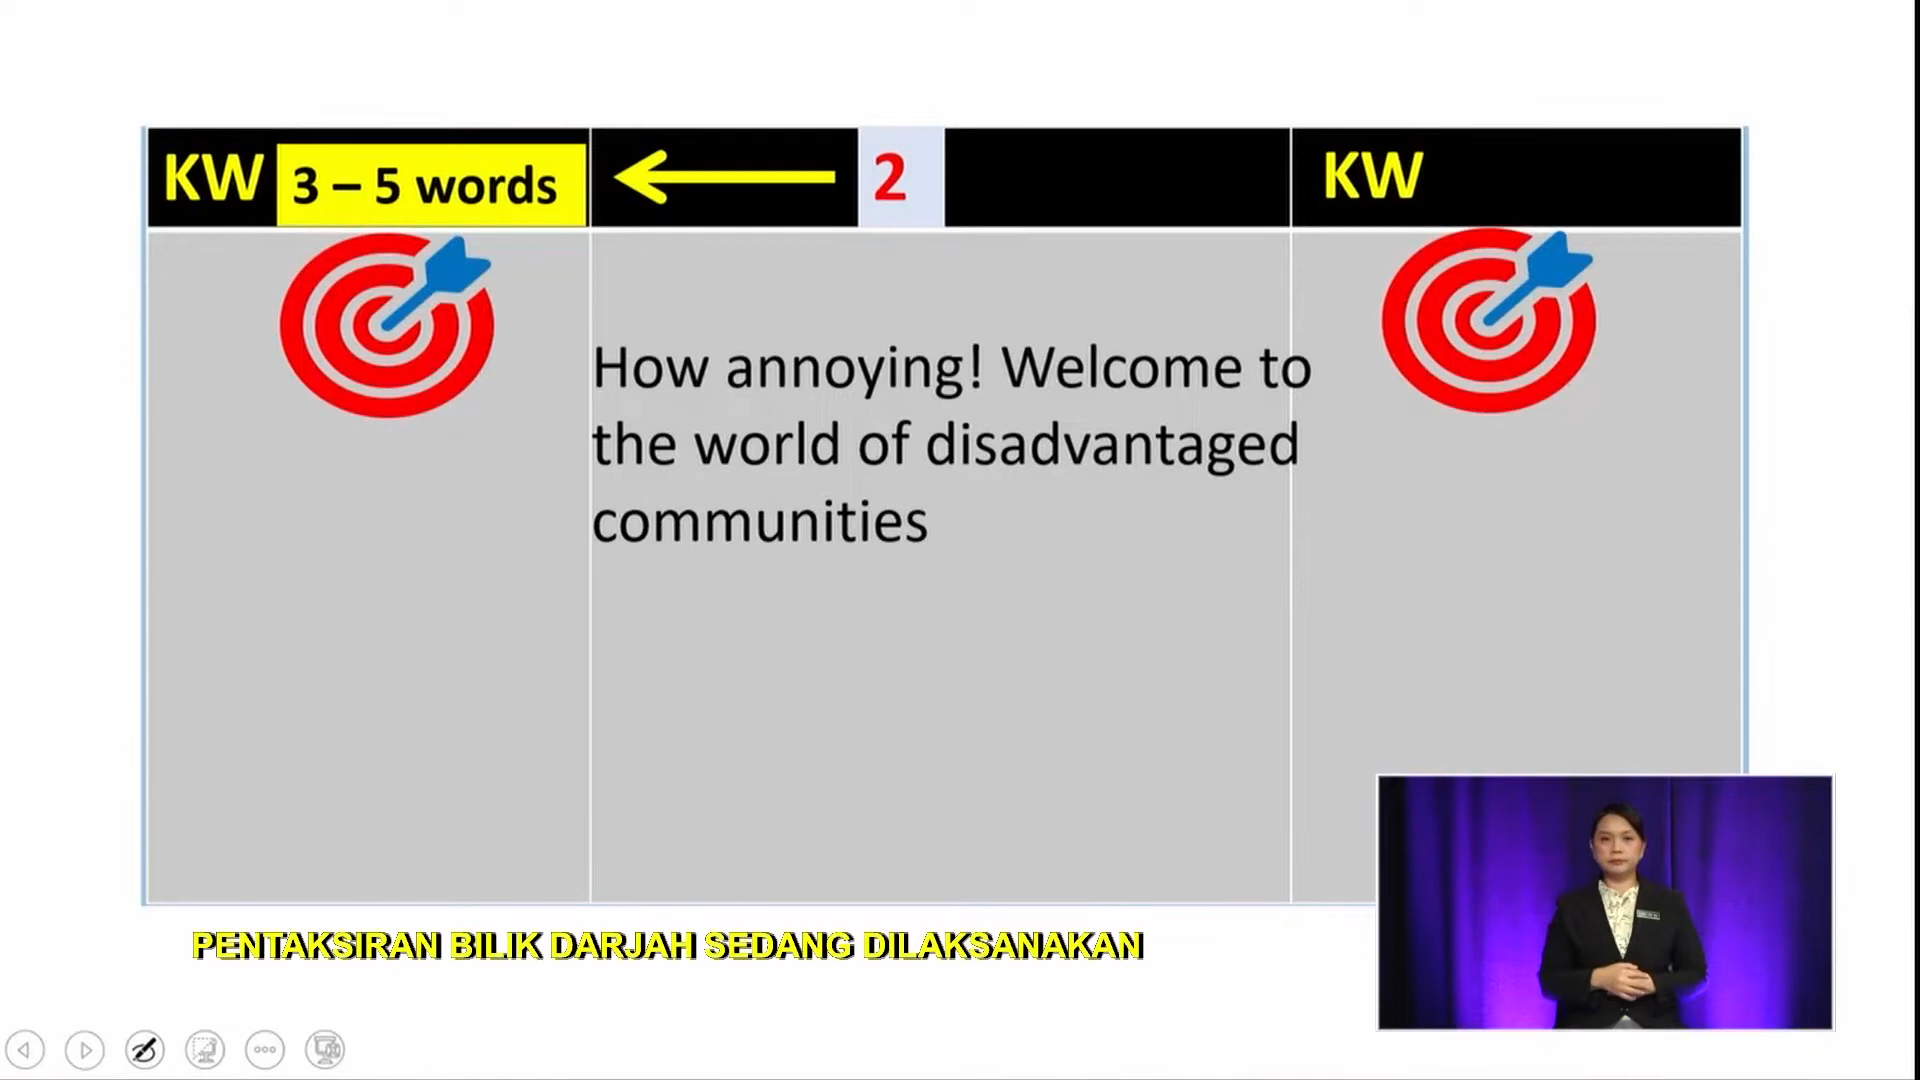 KW 3 – 5 words 2 KW
How annoying! Welcome to
the world of disadvantaged
communities
PENTAKSIRAN BILIK DARJAH SEDANG DILAKSANAKAN